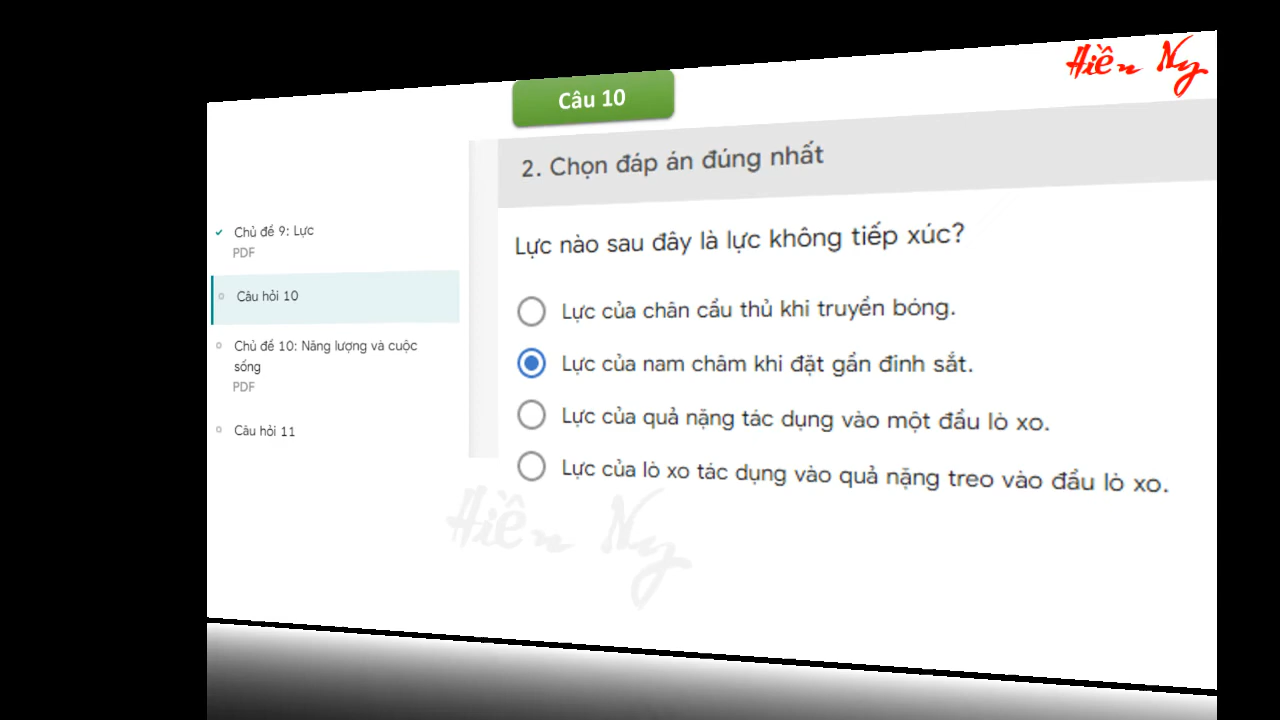 Hiền Ny
Câu 10
2. Chọn đáp án đúng nhất
Chủ đề 9: Lực
PDF
Câu hỏi 10
Chủ đề 10: Năng lượng và cuộc
sống
PDF
Câu hỏi 11
Lực nào sau đây là lực không tiếp xúc?
Lực của chân cầu thủ khi truyền bóng.
Lực của nam châm khi đặt gần đinh sắt.
Lực của quả nặng tác dụng vào một đầu lò xo.
Lực của lò xo tác dụng vào quả nặng treo vào đầu lò xo.
Hiền Ny